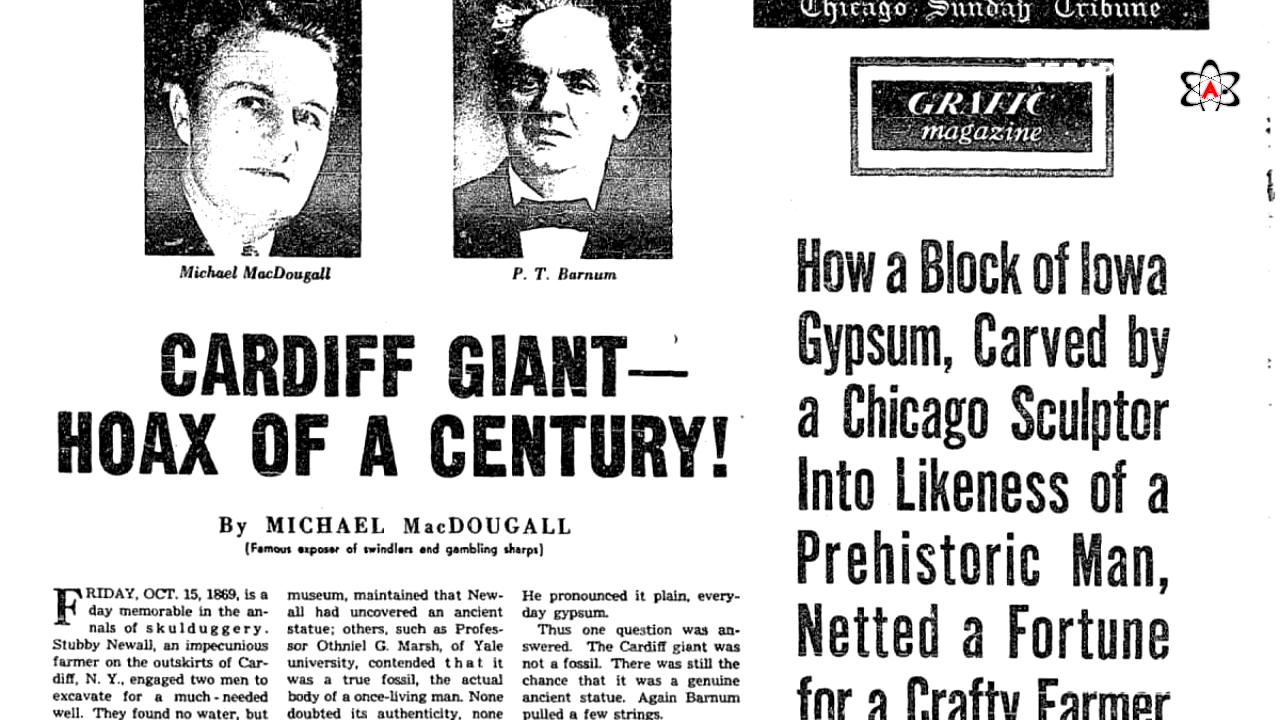 Michael MacDougall
P. T. Barnum
CARDIFF GIANT—
HOAX OF A CENTURY!
By MICHAEL MacDOUGALL
(Famous exposer of swindlers and gambling sharps)
FRIDAY, OCT. 15, 1869, is a
day memorable in the an-
nals of skulduggery.
Stubby Newall, an impecunious
farmer on the outskirts of Car-
diff, N. Y., engaged two men to
excavate for a much-needed
well. They found no water, but
museum, maintained that New-
all had uncovered an ancient
statue; others, such as Profes-
sor Othniel G. Marsh, of Yale
university, contended that it
was a true fossil, the actual
body of a once-living man. None
doubted its authenticity, none
He pronounced it plain, every-
day gypsum.
Thus one question was an-
swered. The Cardiff giant was
not a fossil. There was still the
chance that it was a genuine
ancient statue. Again Barnum
pulled a few strings.
Chicago Sunday Tribune
GRAFIC
magazine
A
How a Block of Iowa
Gypsum, Carved by
a Chicago Sculptor
Into Likeness of a
Prehistoric Man,
Netted a Fortune
for a Crafty Farmer